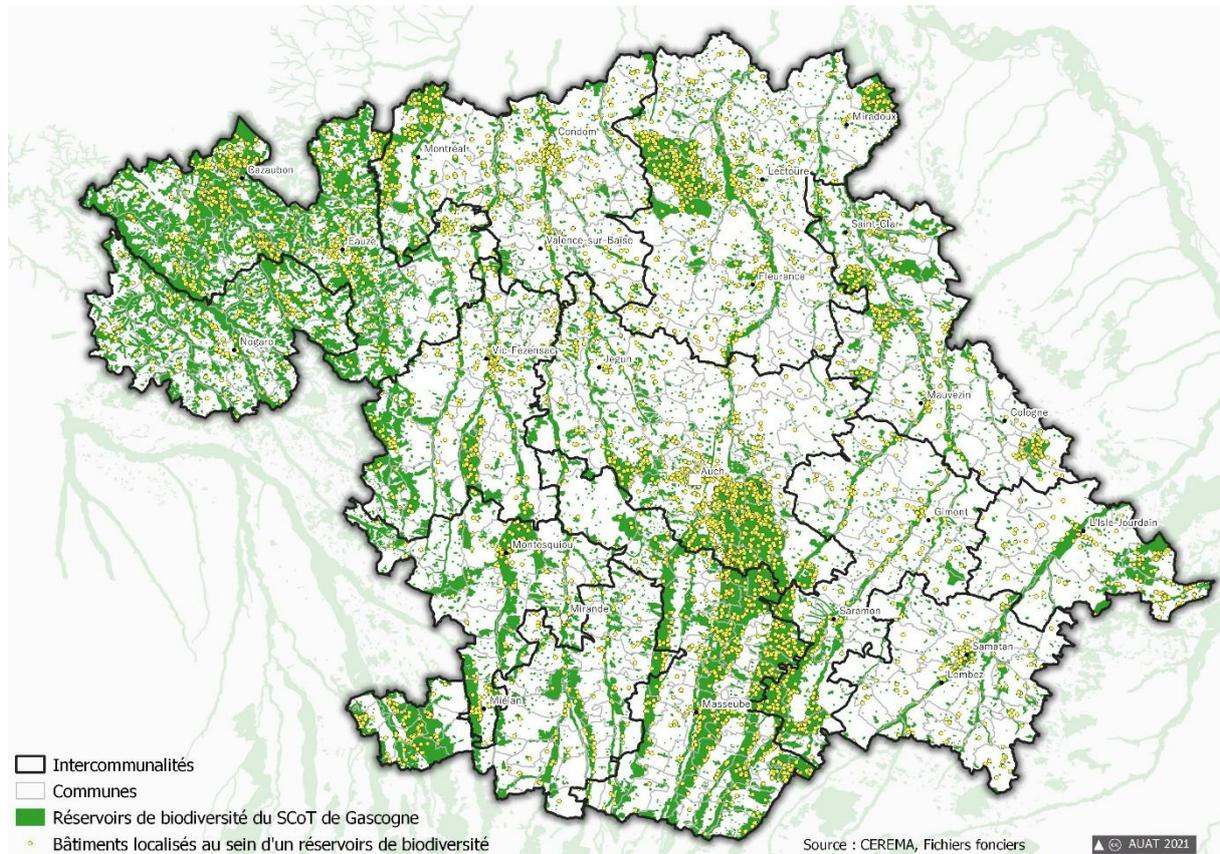 Miradoux
Condom
Montréal
Cazaubon
Lectoure
Saint-Clar
Eauze
Valence-sur-Baïse
Fleurance
Nogaro
Vic-Fezensac
Jegun
Mauvezin
Cologne
Auch
Gimont
L'Isle-Jourdain
Montesquiou
Mirande
Saramon
Samatan
Lombez
Miélan
Masseube
Intercommunalités
Communes
Réservoirs de biodiversité du SCoT de Gascogne
Bâtiments localisés au sein d'un réservoirs de biodiversité
Source : CEREMA, Fichiers fonciers
cc AUAT 2021